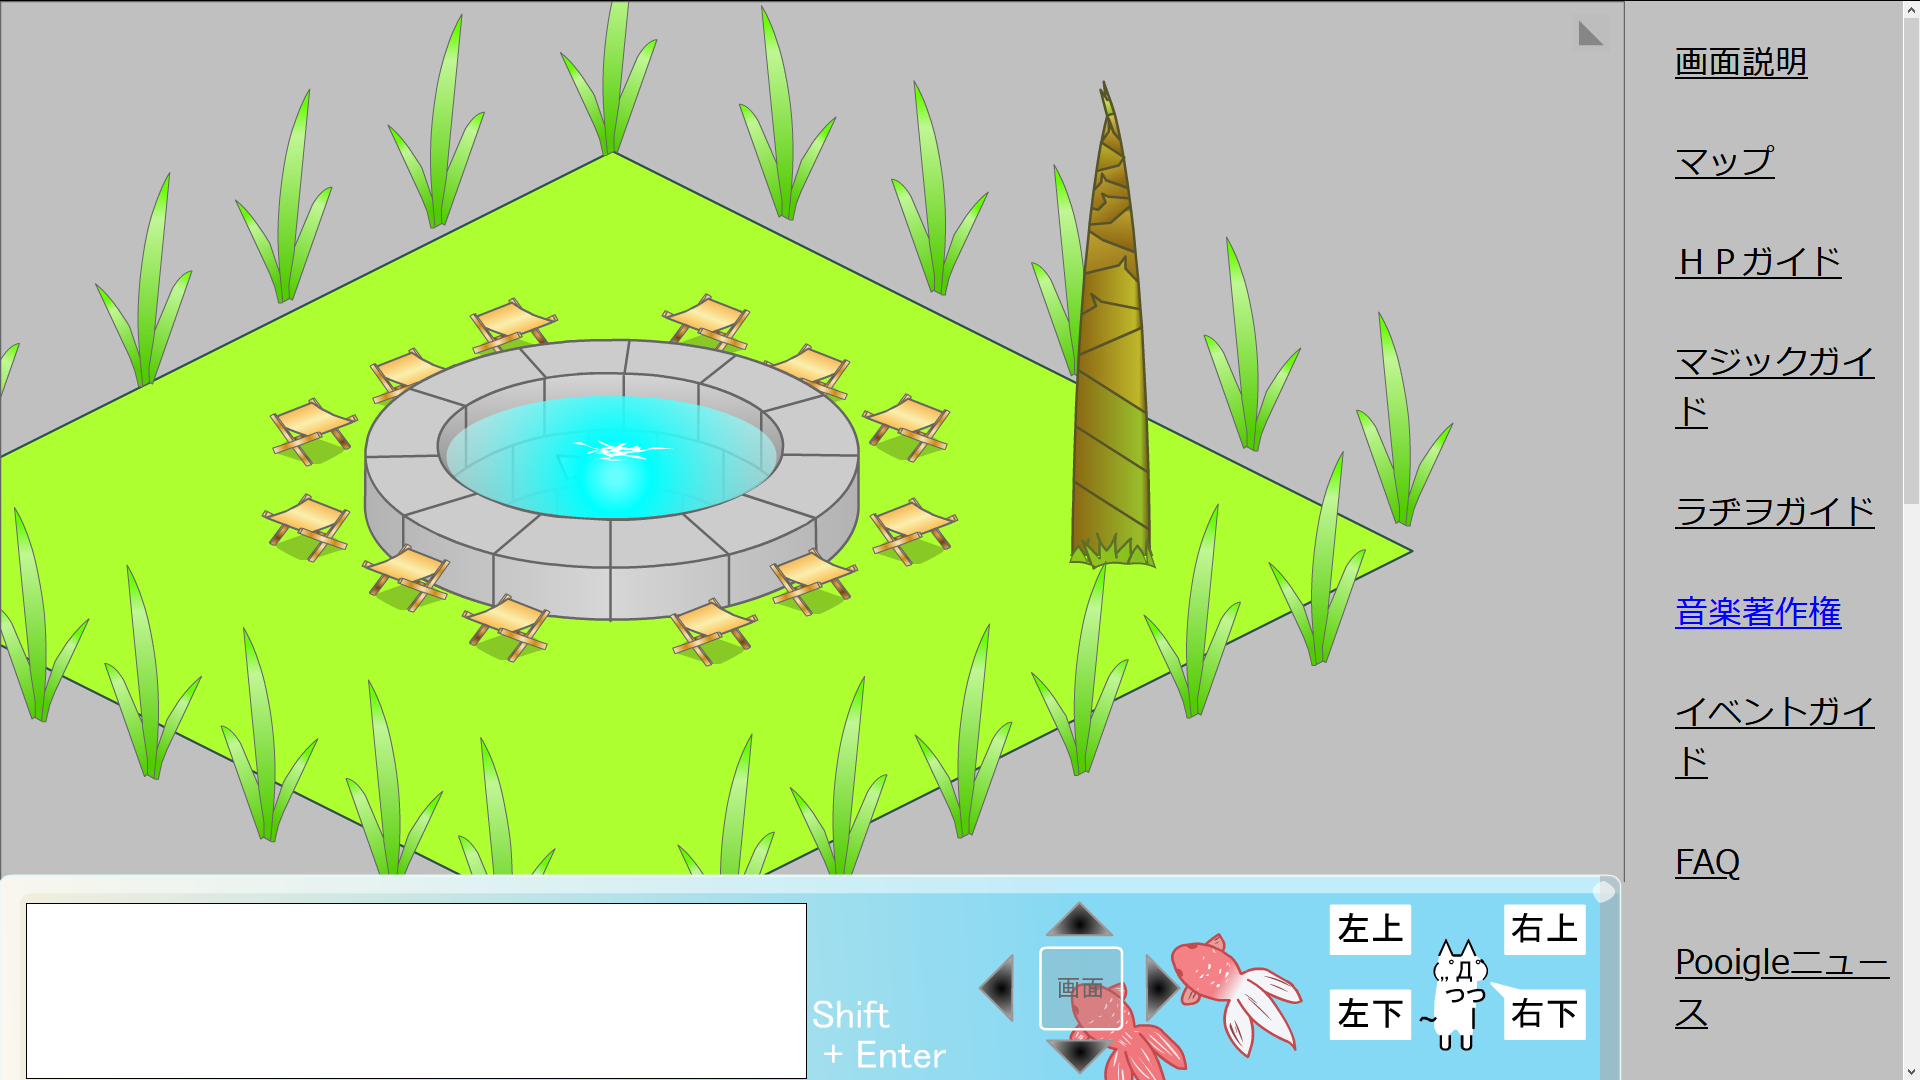 画面説明
マップ
ＨＰガイド
マジックガイ
ド
ラヂヲガイド
音楽著作権
イベントガイ
ド
FAQ
Pooigleニュー
ス
Shift
+ Enter
画面
左上
右上
左下
右下